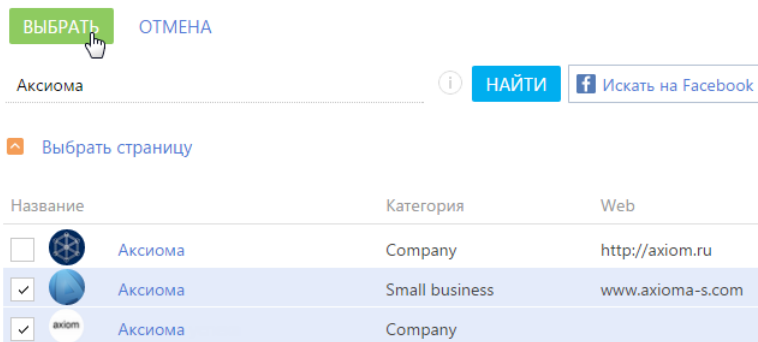 ВЫБРАТЬ ОТМЕНА
Аксиома i НАЙТИ f Искать на Facebook
Выбрать страницу
Название Категория Web
Аксиома Company http://axiom.ru
Аксиома Small business www.axioma-s.com
axiom Аксиома Company